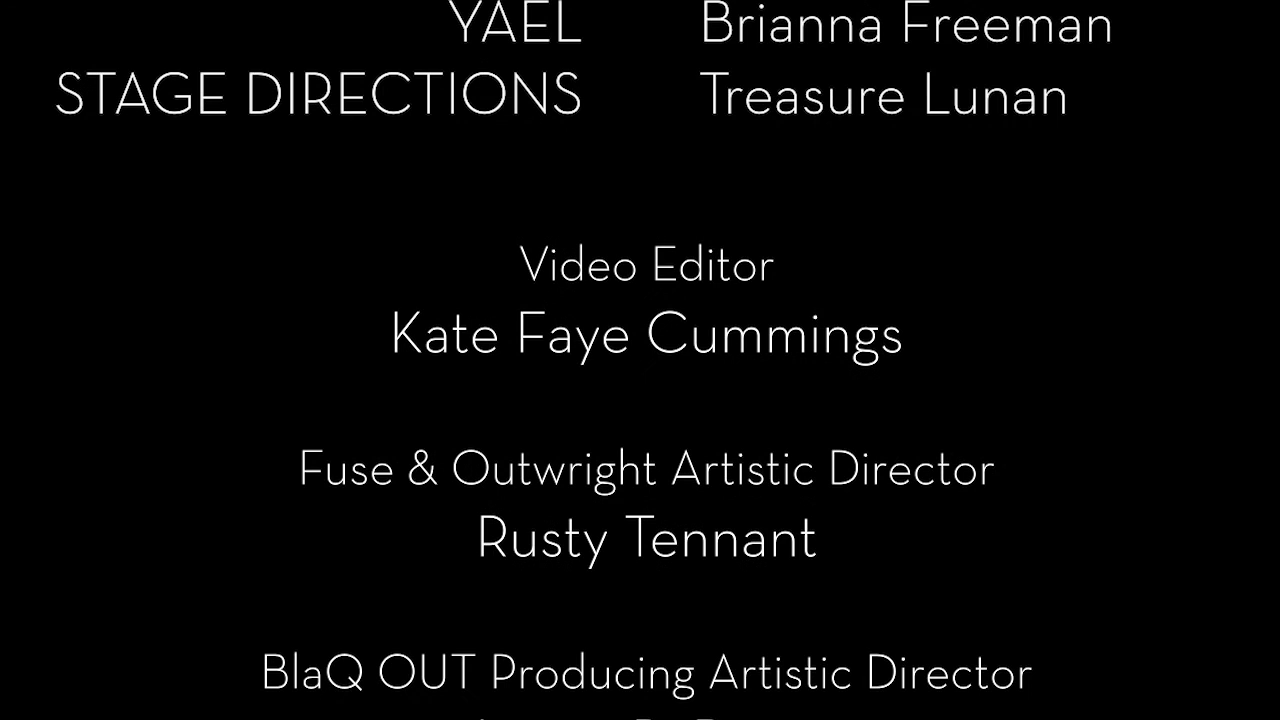 YAEL Brianna Freeman
STAGE DIRECTIONS Treasure Lunan
Video Editor
Kate Faye Cummings
Fuse & Outwright Artistic Director
Rusty Tennant
BlaQ OUT Producing Artistic Director